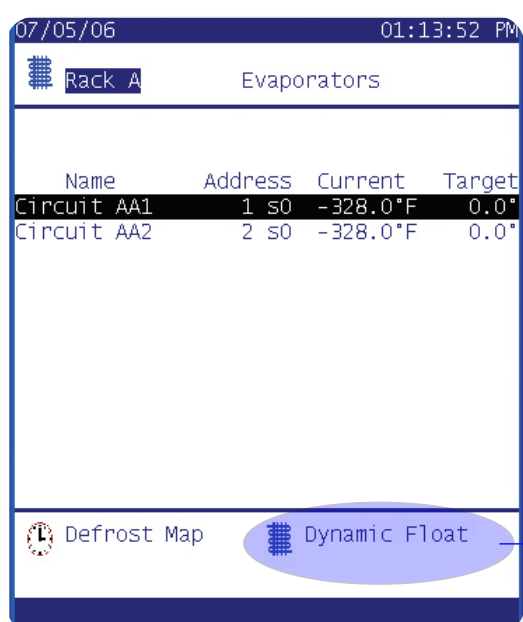 07/05/06 01:13:52 PM
Rack A Evaporators
Name Address Current Target
Circuit AA1 1 s0 -328.0°F 0.0°
Circuit AA2 2 s0 -328.0°F 0.0°
Defrost Map Dynamic Float